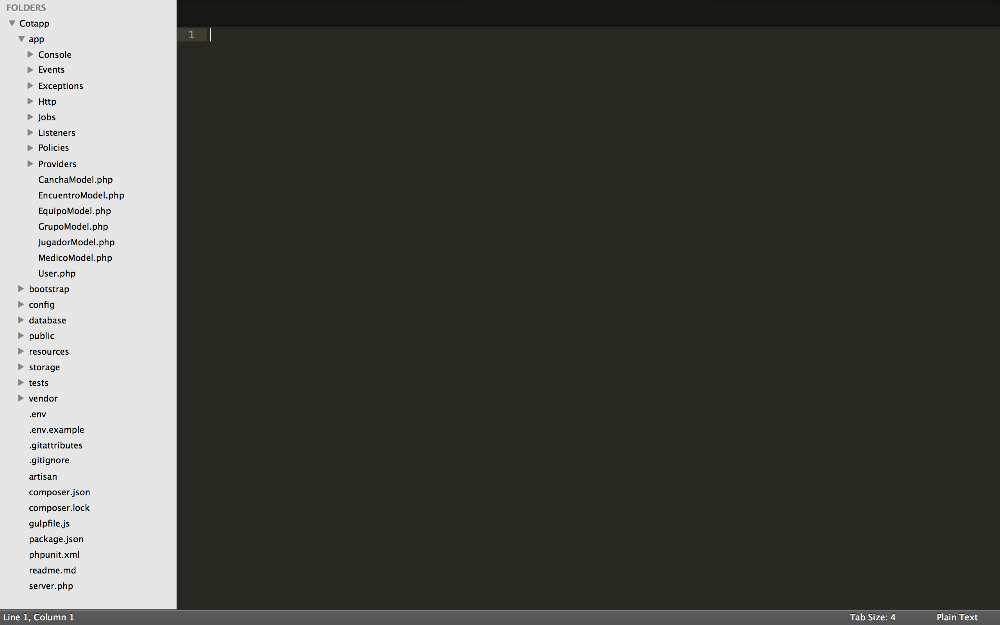 FOLDERS
Cotapp
app
Console
Events
Exceptions
Http
Jobs
Listeners
Policies
Providers
CanchaModel.php
EncuentroModel.php
EquipoModel.php
GrupoModel.php
JugadorModel.php
MedicoModel.php
User.php
bootstrap
config
database
public
resources
storage
tests
vendor
.env
.env.example
.gitattributes
.gitignore
artisan
composer.json
composer.lock
gulpfile.js
package.json
phpunit.xml
readme.md
server.php
1
Line 1, Column 1
Tab Size: 4
Plain Text